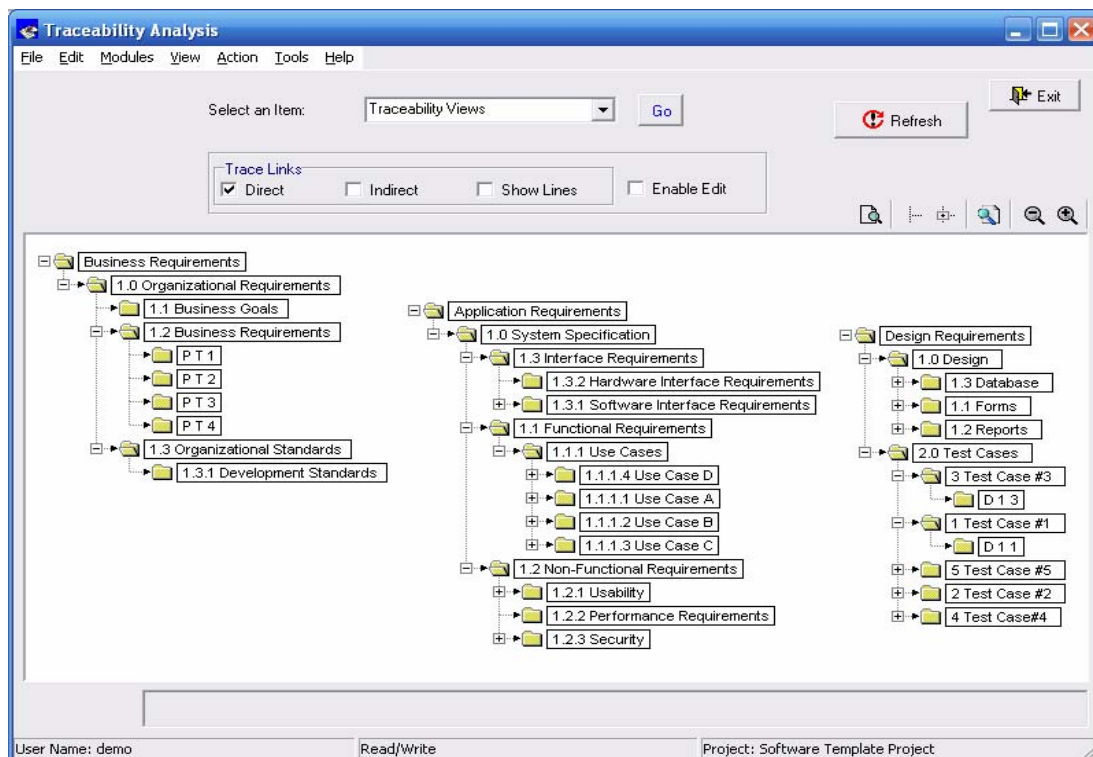 Traceability Analysis
File Edit Modules View Action Tools Help
Exit
Select an Item: Traceability Views Go
Refresh
Trace Links
Direct Indirect Show Lines Enable Edit
Business Requirements
1.0 Organizational Requirements
1.1 Business Goals
1.2 Business Requirements
P T 1
P T 2
P T 3
P T 4
1.3 Organizational Standards
1.3.1 Development Standards
Application Requirements
1.0 System Specification
1.3 Interface Requirements
1.3.2 Hardware Interface Requirements
1.3.1 Software Interface Requirements
1.1 Functional Requirements
1.1.1 Use Cases
1.1.1.4 Use Case D
1.1.1.1 Use Case A
1.1.1.2 Use Case B
1.1.1.3 Use Case C
1.2 Non-Functional Requirements
1.2.1 Usability
1.2.2 Performance Requirements
1.2.3 Security
Design Requirements
1.0 Design
1.3 Database
1.1 Forms
1.2 Reports
2.0 Test Cases
3 Test Case #3
D 1 3
1 Test Case #1
D 1 1
5 Test Case #5
2 Test Case #2
4 Test Case#4
User Name: demo Read/Write Project: Software Template Project